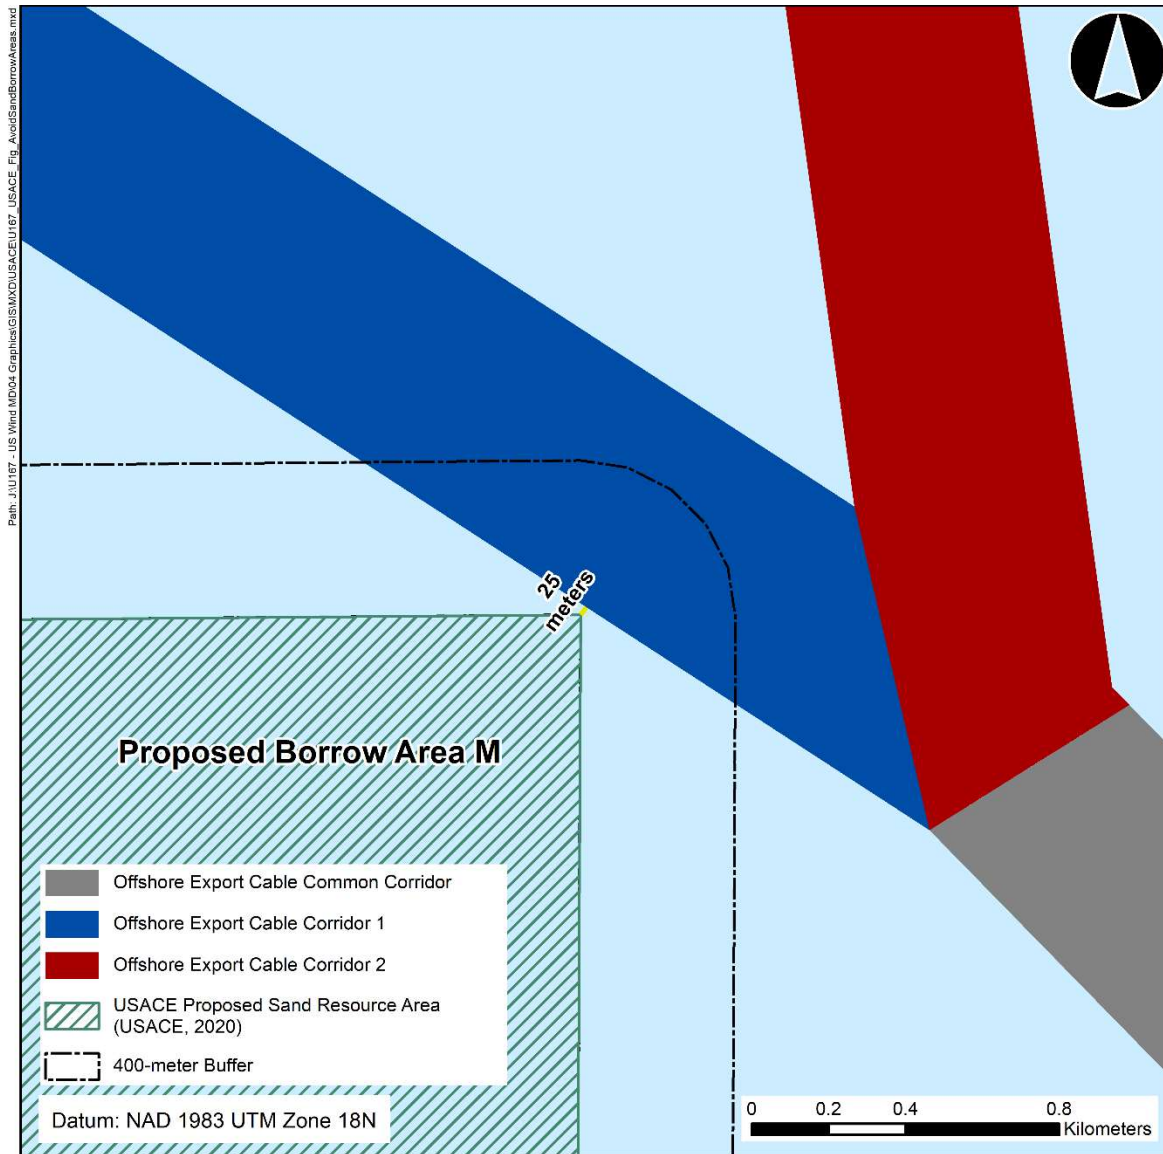 Path: J:\U167 - US Wind MD\04 Graphics\GIS\MXD\USACE\U167_USACE_Fig_AvoidSandBorrowAreas.mxd
25
meters
Proposed Borrow Area M
Offshore Export Cable Common Corridor
Offshore Export Cable Corridor 1
Offshore Export Cable Corridor 2
USACE Proposed Sand Resource Area
(USACE, 2020)
400-meter Buffer
Datum: NAD 1983 UTM Zone 18N
0 0.2 0.4 0.8
Kilometers